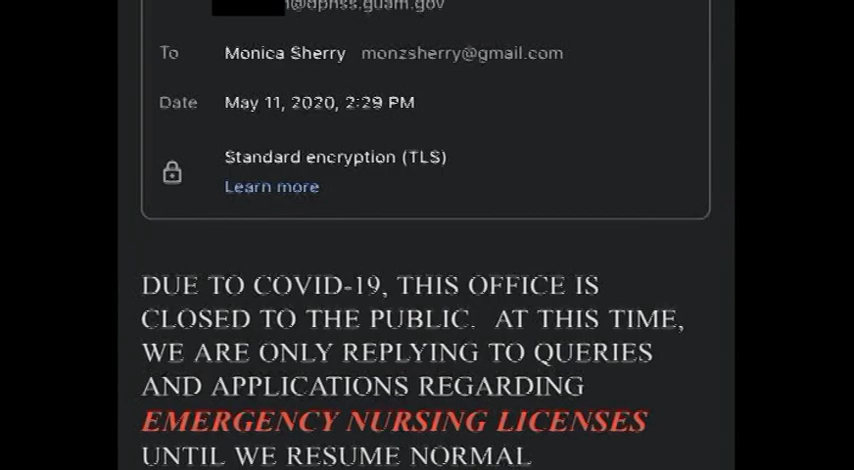 @dphss.guam.gov
To Monica Sherry monzsherry@gmail.com
Date May 11, 2020, 2:29 PM
Standard encryption (TLS)
Learn more
DUE TO COVID-19, THIS OFFICE IS
CLOSED TO THE PUBLIC. AT THIS TIME,
WE ARE ONLY REPLYING TO QUERIES
AND APPLICATIONS REGARDING
EMERGENCY NURSING LICENSES
UNTIL WE RESUME NORMAL